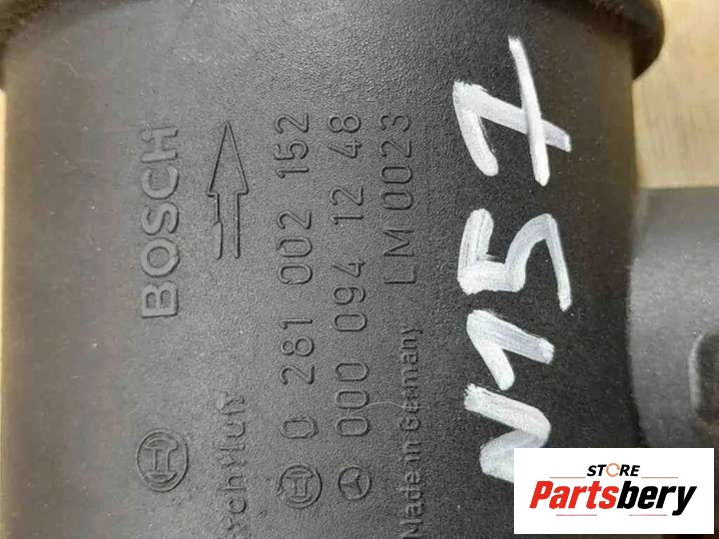 BOSCH
0 281 002 152
000 094 12 48
Made in Germany LM 0023
N157
STORE
Partsbery